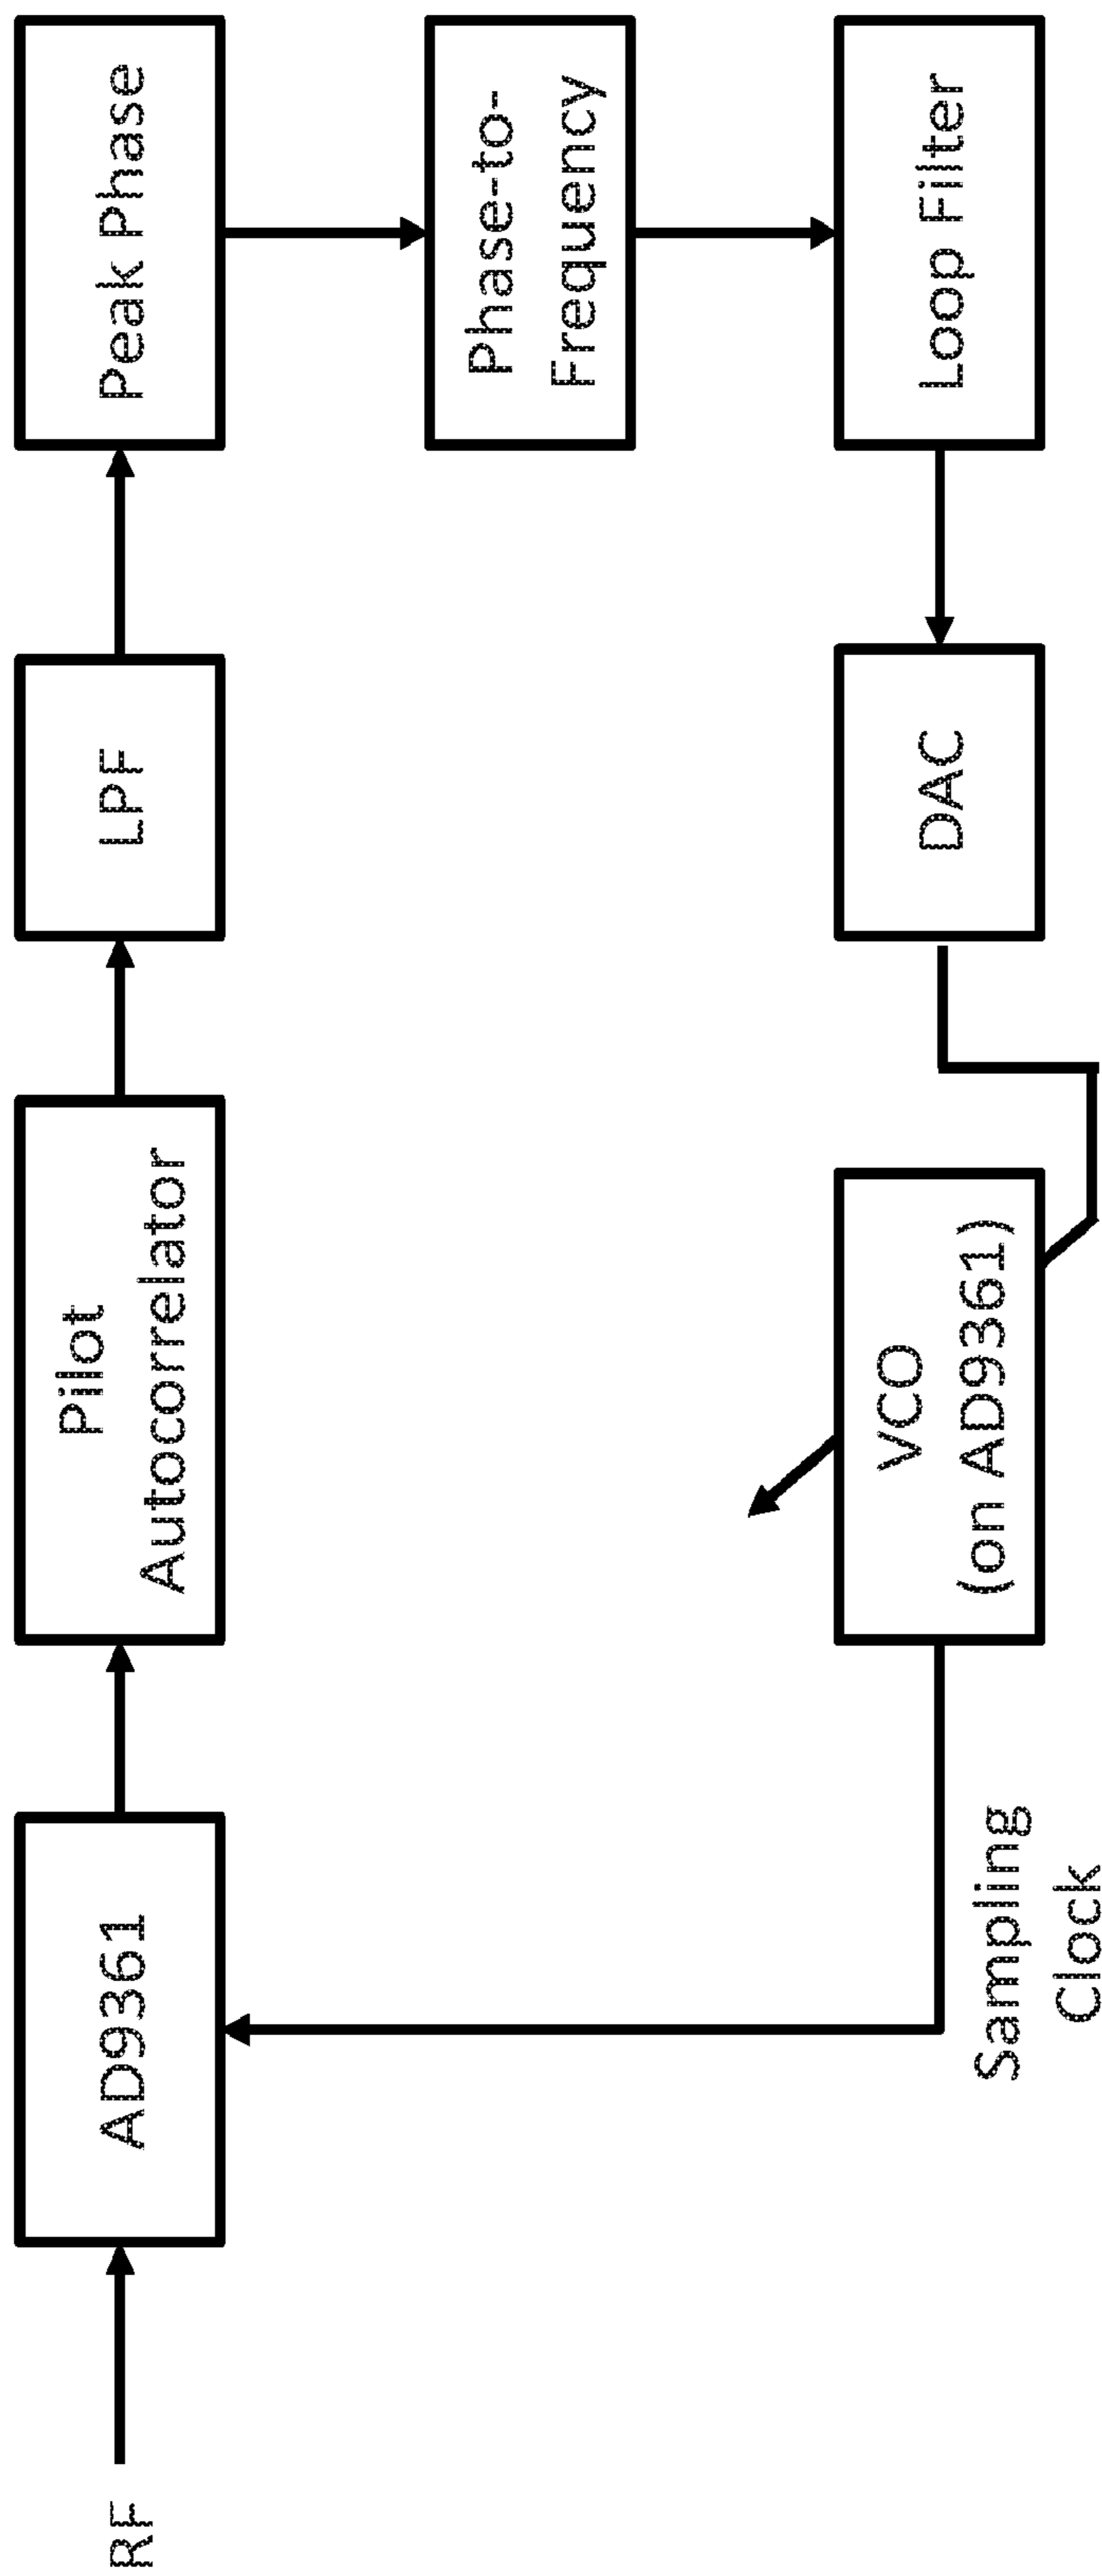 RF
AD9361
Pilot
Autocorrelator
LPF
Peak Phase
Phase-to-
Frequency
Loop Filter
DAC
VCO
(on AD9361)
Sampling
Clock